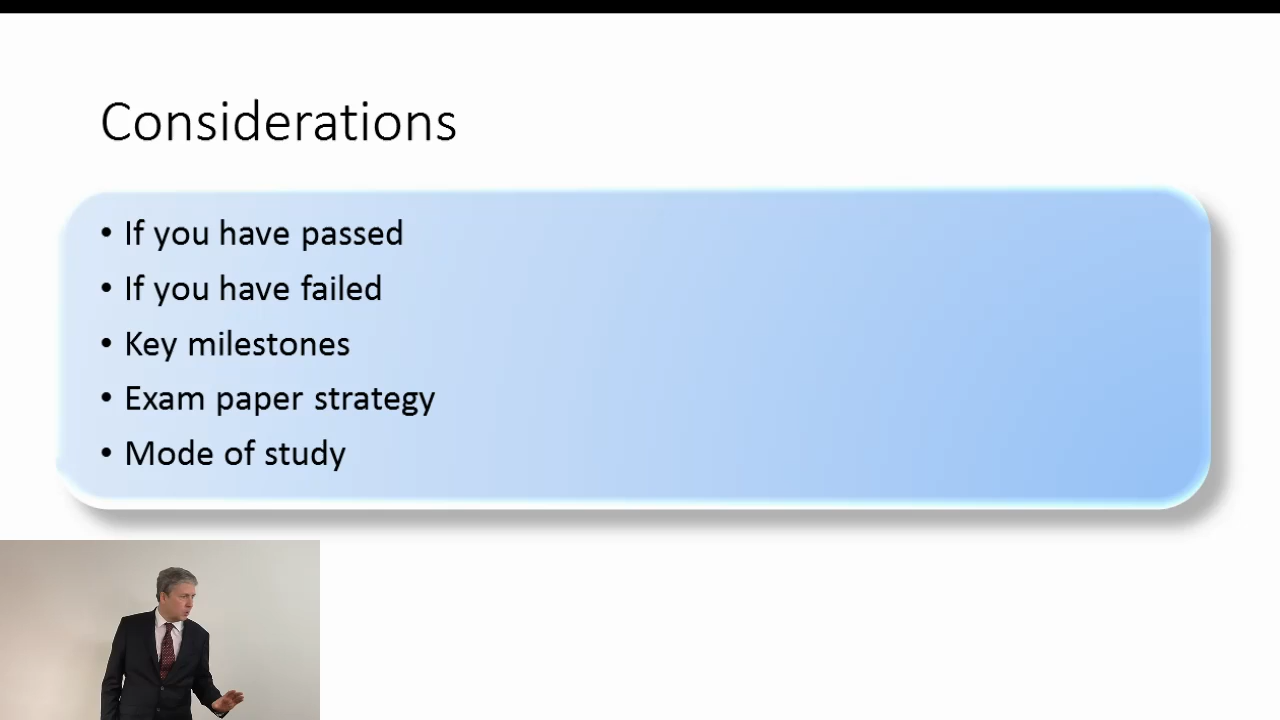 Considerations
• If you have passed
• If you have failed
• Key milestones
• Exam paper strategy
• Mode of study